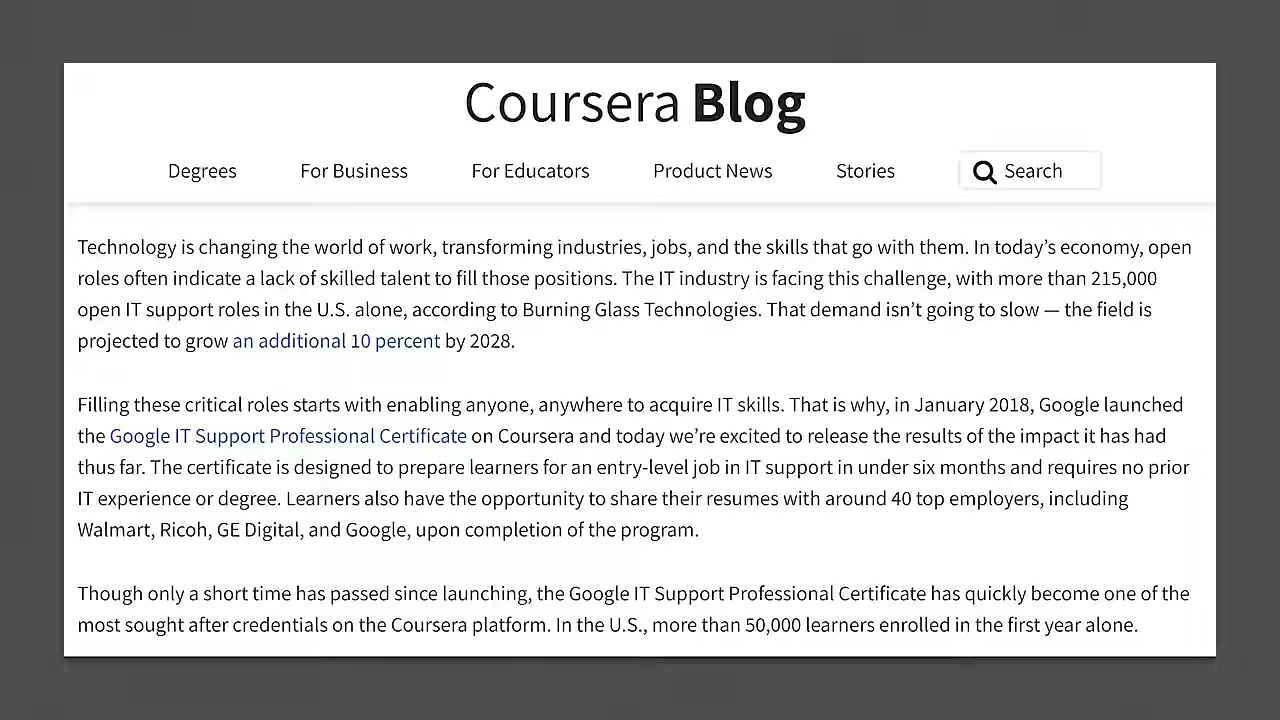 Coursera Blog
Degrees For Business For Educators Product News Stories Search
Technology is changing the world of work, transforming industries, jobs, and the skills that go with them. In today’s economy, open
roles often indicate a lack of skilled talent to fill those positions. The IT industry is facing this challenge, with more than 215,000
open IT support roles in the U.S. alone, according to Burning Glass Technologies. That demand isn’t going to slow — the field is
projected to grow an additional 10 percent by 2028.
Filling these critical roles starts with enabling anyone, anywhere to acquire IT skills. That is why, in January 2018, Google launched
the Google IT Support Professional Certificate on Coursera and today we’re excited to release the results of the impact it has had
thus far. The certificate is designed to prepare learners for an entry-level job in IT support in under six months and requires no prior
IT experience or degree. Learners also have the opportunity to share their resumes with around 40 top employers, including
Walmart, Ricoh, GE Digital, and Google, upon completion of the program.
Though only a short time has passed since launching, the Google IT Support Professional Certificate has quickly become one of the
most sought after credentials on the Coursera platform. In the U.S., more than 50,000 learners enrolled in the first year alone.